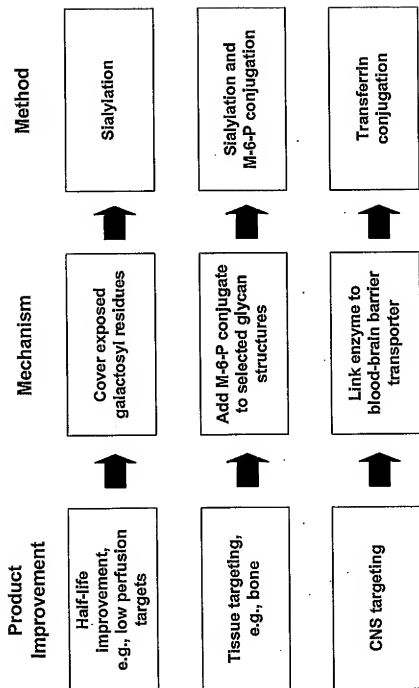 Product
Improvement
Mechanism
Method
Half-life
improvement,
e.g., low perfusion
targets
Cover exposed
galactosyl residues
Sialylation
Tissue targeting,
e.g., bone
Add M-6-P conjugate
to selected glycan
structures
Sialylation and
M-6-P conjugation
CNS targeting
Link enzyme to
blood-brain barrier
transporter
Transferrin
conjugation